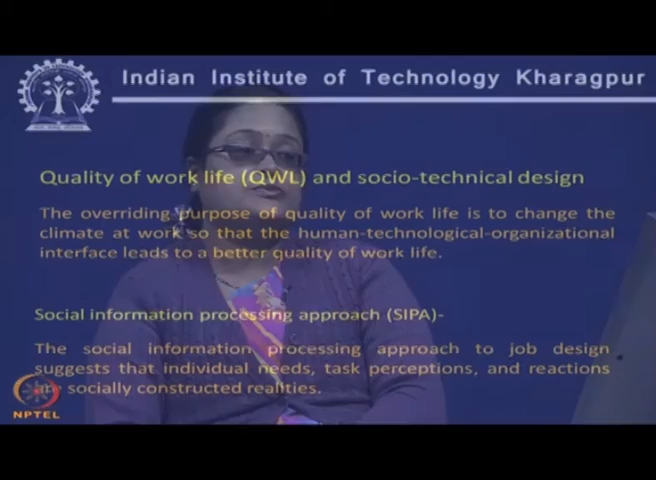 Indian Institute of Technology Kharagpur
Quality of work life (QWL) and socio-technical design
The overriding purpose of quality of work life is to change the
climate at work so that the human-technological-organizational
interface leads to a better quality of work life.
Social information processing approach (SIPA)-
The social information processing approach to job design
suggests that individual needs, task perceptions, and reactions
are socially constructed realities.
NPTEL